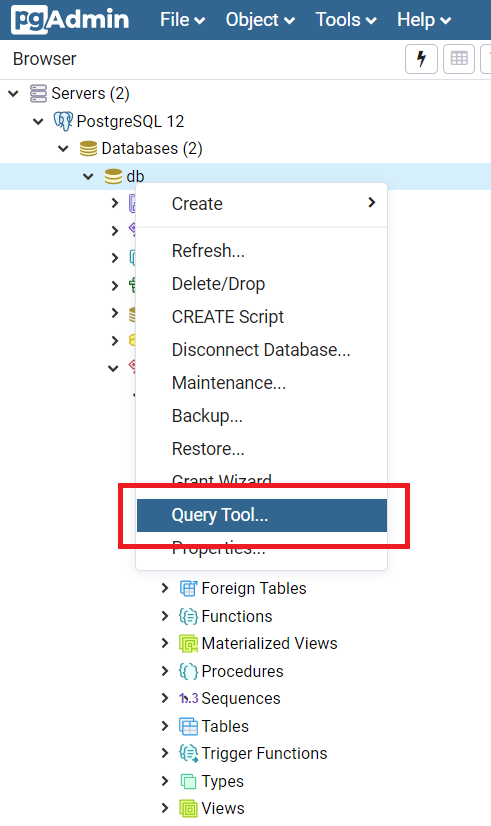 pgAdmin File Object Tools Help
Browser
Servers (2)
PostgreSQL 12
Databases (2)
db
Create
Refresh...
Delete/Drop
CREATE Script
Disconnect Database...
Maintenance...
Backup...
Restore...
Grant Wizard...
Query Tool...
Properties...
Foreign Tables
Functions
Materialized Views
Procedures
1..3 Sequences
Tables
Trigger Functions
Types
Views